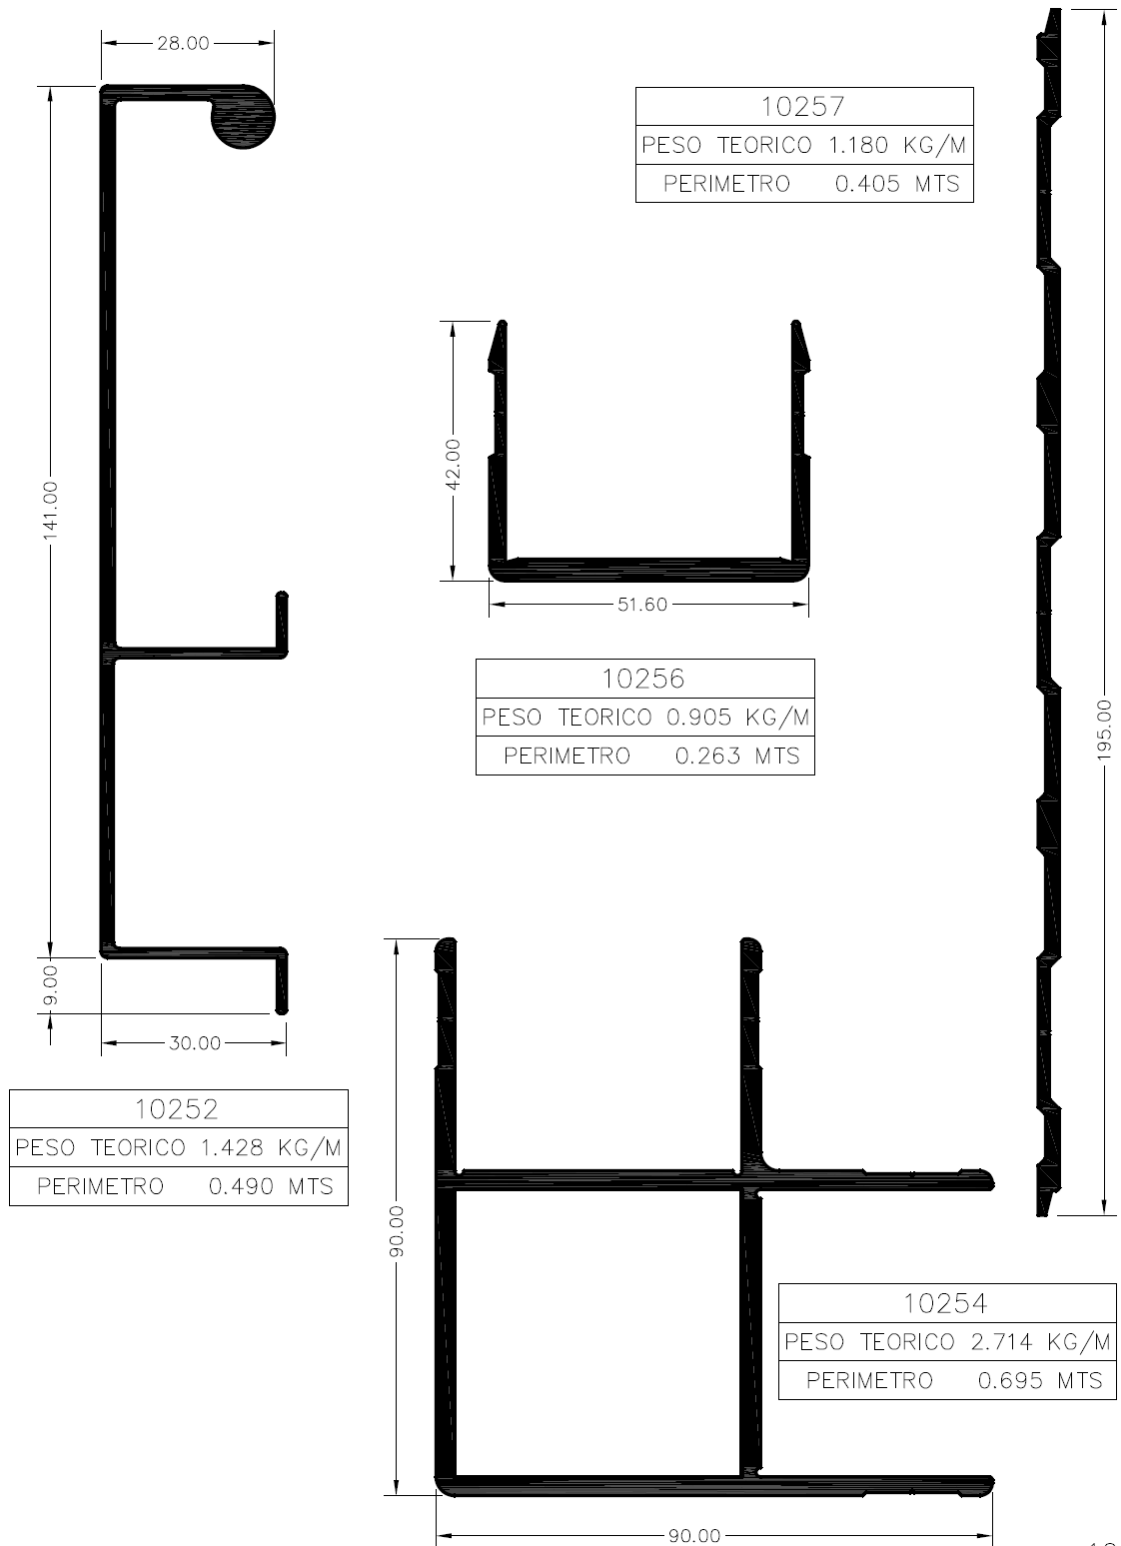 28.00
141.00
9.00
30.00
10252
PESO TEORICO 1.428 KG/M
PERIMETRO 0.490 MTS
10257
PESO TEORICO 1.180 KG/M
PERIMETRO 0.405 MTS
42.00
51.60
10256
PESO TEORICO 0.905 KG/M
PERIMETRO 0.263 MTS
195.00
90.00
90.00
10254
PESO TEORICO 2.714 KG/M
PERIMETRO 0.695 MTS